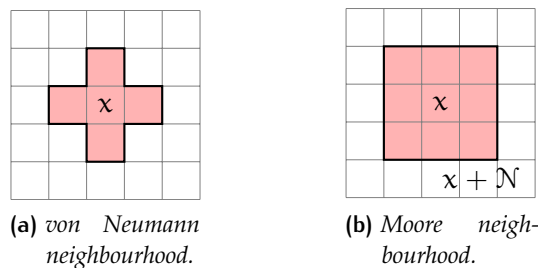 x
x
x + N
(a) von Neumann
neighbourhood.
(b) Moore neigh-
bourhood.